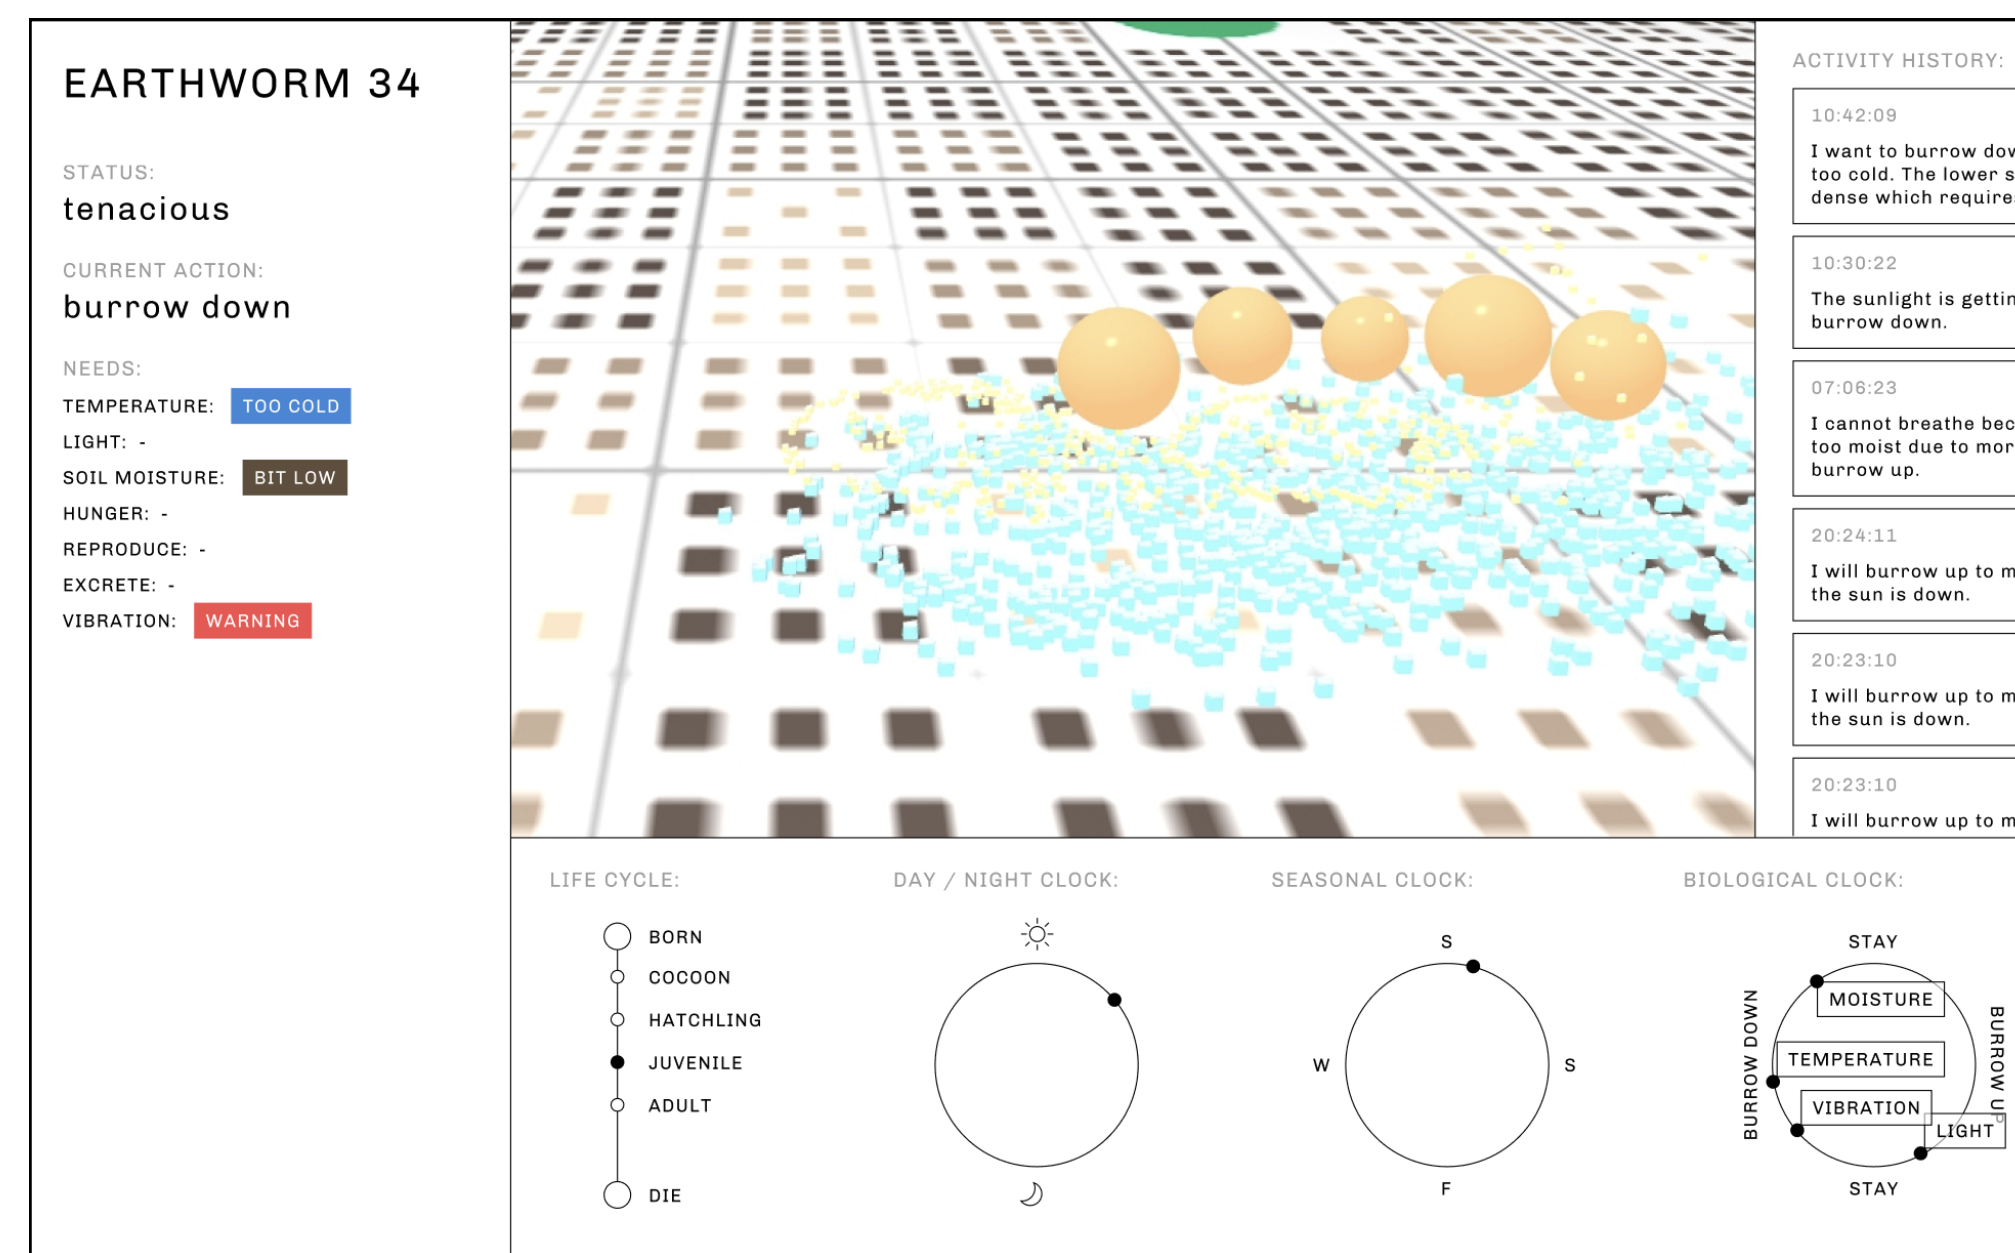 EARTHWORM 34
STATUS:
tenacious
CURRENT ACTION:
burrow down
NEEDS:
TEMPERATURE: TOO COLD
LIGHT: -
SOIL MOISTURE: BIT LOW
HUNGER: -
REPRODUCE: -
EXCRETE: -
VIBRATION: WARNING
ACTIVITY HISTORY:
10:42:09
I want to burrow
too cold. The lower
dense which
10:30:22
The sunlight is
burrow down.
07:06:23
I cannot breathe
too moist due to
burrow up.
20:24:11
I will burrow up to
the sun is down.
20:23:10
I will burrow up to
the sun is down.
20:23:10
I will burrow up to
LIFE CYCLE:
BORN
COCOON
HATCHLING
JUVENILE
ADULT
DIE
DAY / NIGHT CLOCK:
SEASONAL CLOCK:
S
W
S
F
BIOLOGICAL CLOCK:
STAY
BURROW DOWN
MOISTURE
TEMPERATURE
VIBRATION
LIGHT
BURROW UP
STAY